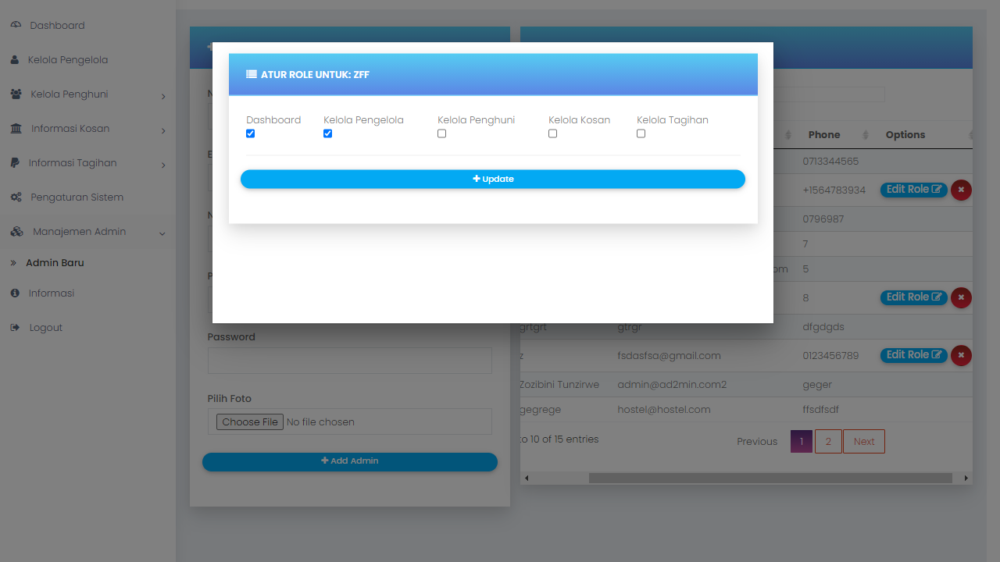 Dashboard
Kelola Pengelola
Kelola Penghuni
Informasi Kosan
Informasi Tagihan
Pengaturan Sistem
Manajemen Admin
Admin Baru
Informasi
Logout
ATUR ROLE UNTUK: ZFF
Dashboard Kelola Pengelola Kelola Penghuni Kelola Kosan Kelola Tagihan
Update
Password
Pilih Foto
Choose File No file chosen
Add Admin
Phone Options
0713344565
+1564783934 Edit Role
0796987
7
om 5
8 Edit Role
grtgrt gtrgr dfgdgds
z fsdasfsa@gmail.com 0123456789 Edit Role
Zozibini Tunzirwe admin@ad2min.com2 geger
gegrege hostel@hostel.com ffsdfsdf
to 10 of 15 entries
Previous 1 2 Next